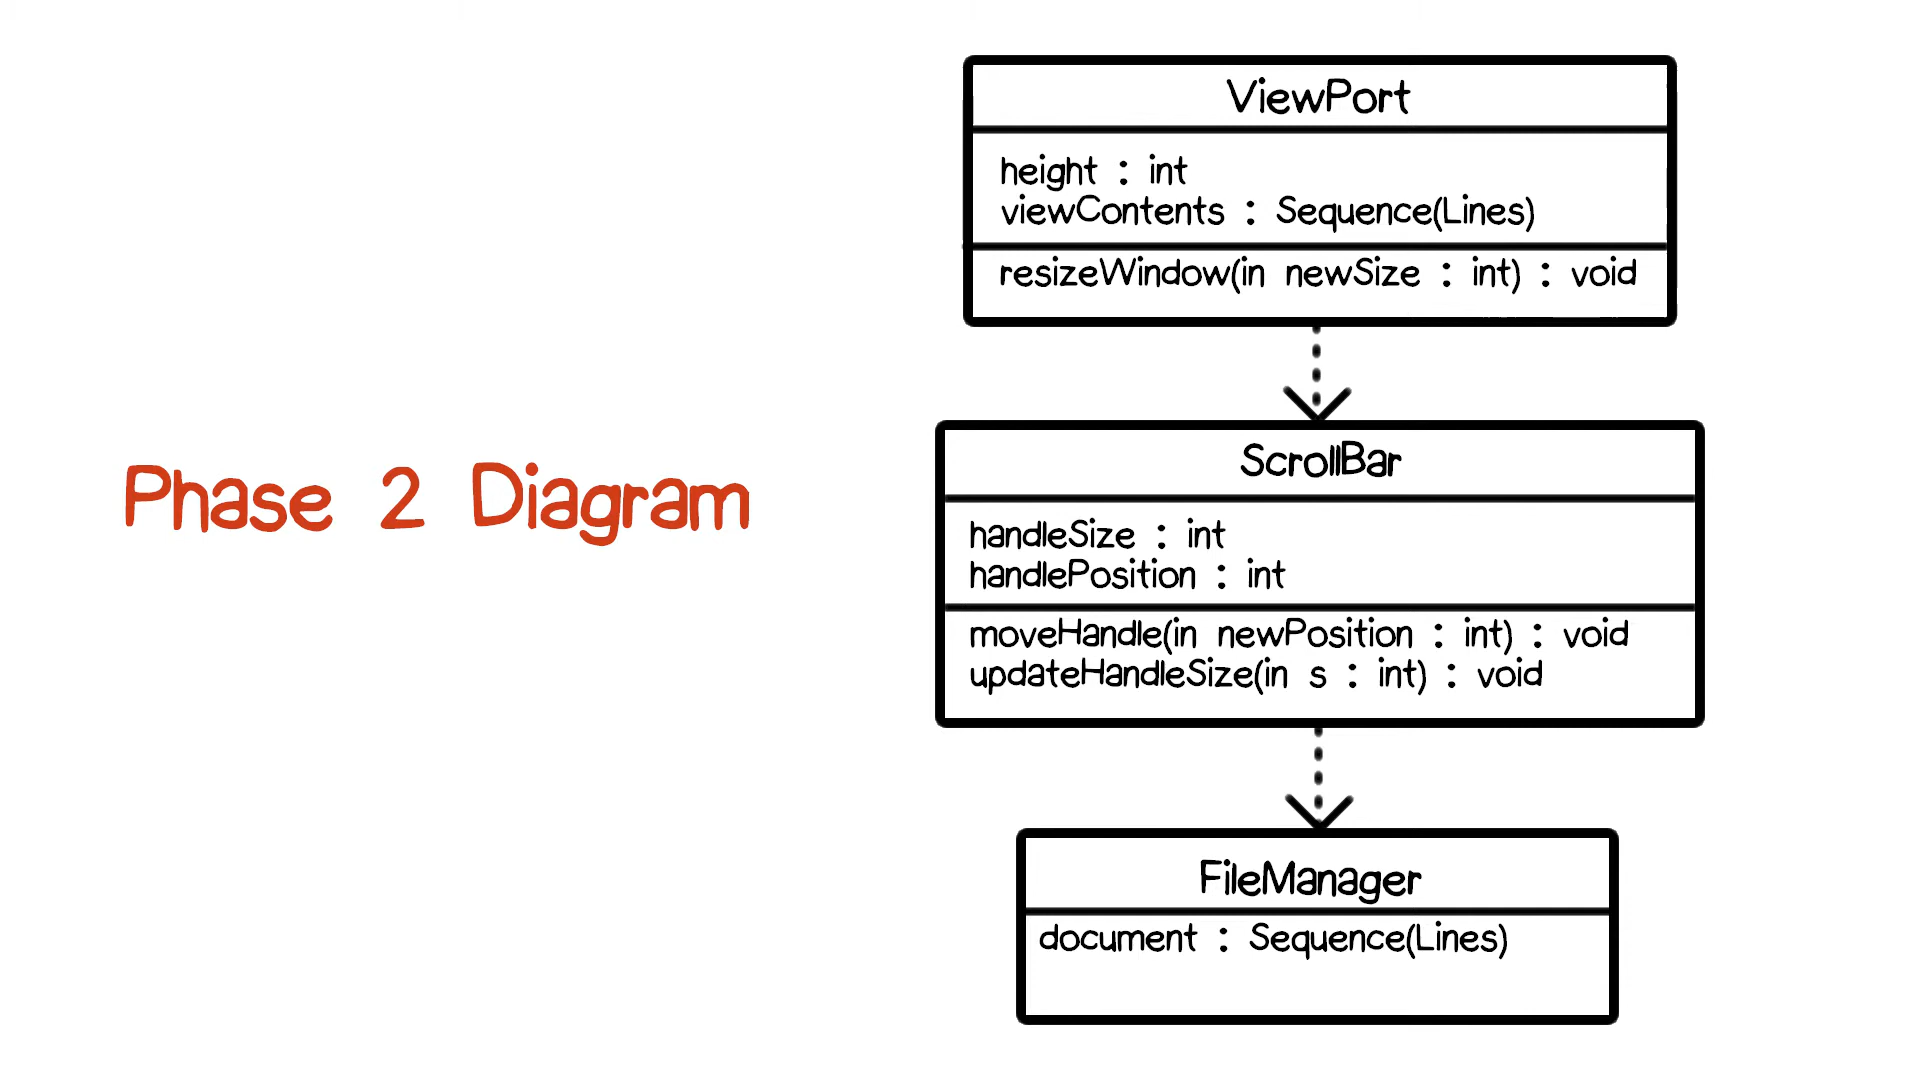 Phase 2 Diagram
ViewPort
height : int
viewContents : Sequence(Lines)
resizeWindow(in newSize : int) : void
ScrollBar
handleSize : int
handlePosition : int
moveHandle(in newPosition : int) : void
updateHandleSize(in s : int) : void
FileManager
document : Sequence(Lines)